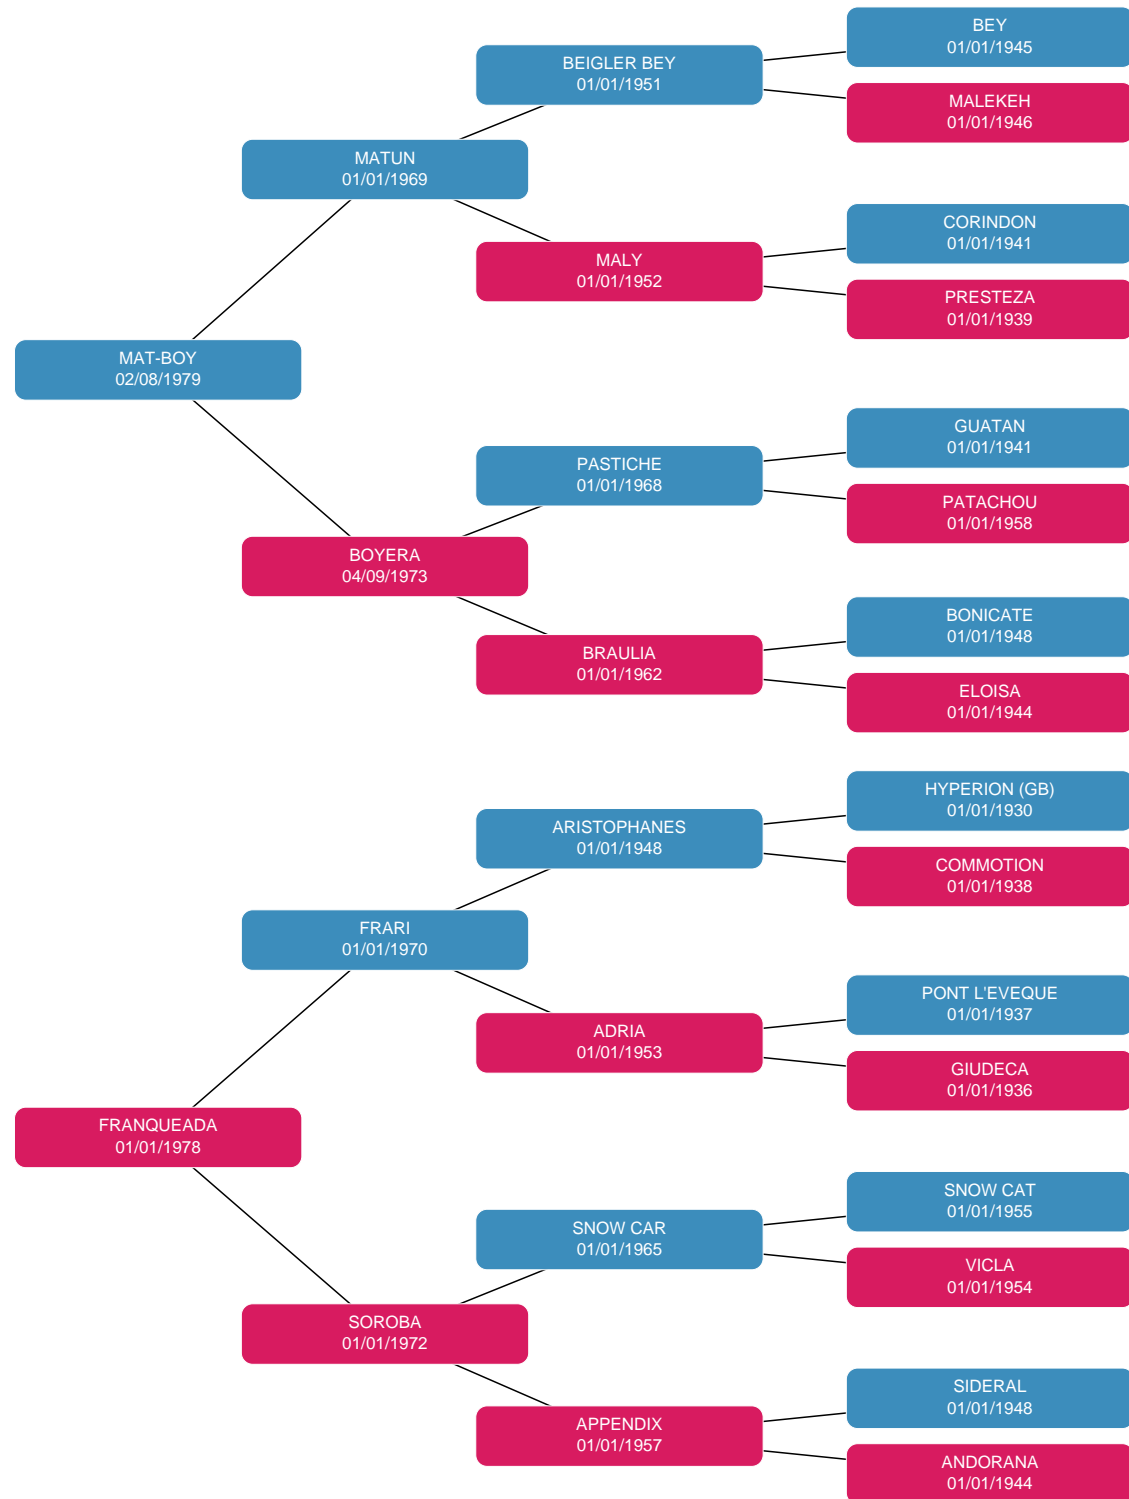 BEY
01/01/1945
BEIGLER BEY
01/01/1951
MALEKEH
01/01/1946
MATUN
01/01/1969
CORINDON
01/01/1941
MALY
01/01/1952
PRESTEZA
01/01/1939
MAT-BOY
02/08/1979
GUATAN
01/01/1941
PASTICHE
01/01/1968
PATACHOU
01/01/1958
BOYERA
04/09/1973
BONICATE
01/01/1948
BRAULIA
01/01/1962
ELOISA
01/01/1944
HYPERION (GB)
01/01/1930
ARISTOPHANES
01/01/1948
COMMOTION
01/01/1938
FRARI
01/01/1970
PONT L'EVEQUE
01/01/1937
ADRIA
01/01/1953
GIUDECA
01/01/1936
FRANQUEADA
01/01/1978
SNOW CAT
01/01/1955
SNOW CAR
01/01/1965
VICLA
01/01/1954
SOROBA
01/01/1972
SIDERAL
01/01/1948
APPENDIX
01/01/1957
ANDORANA
01/01/1944